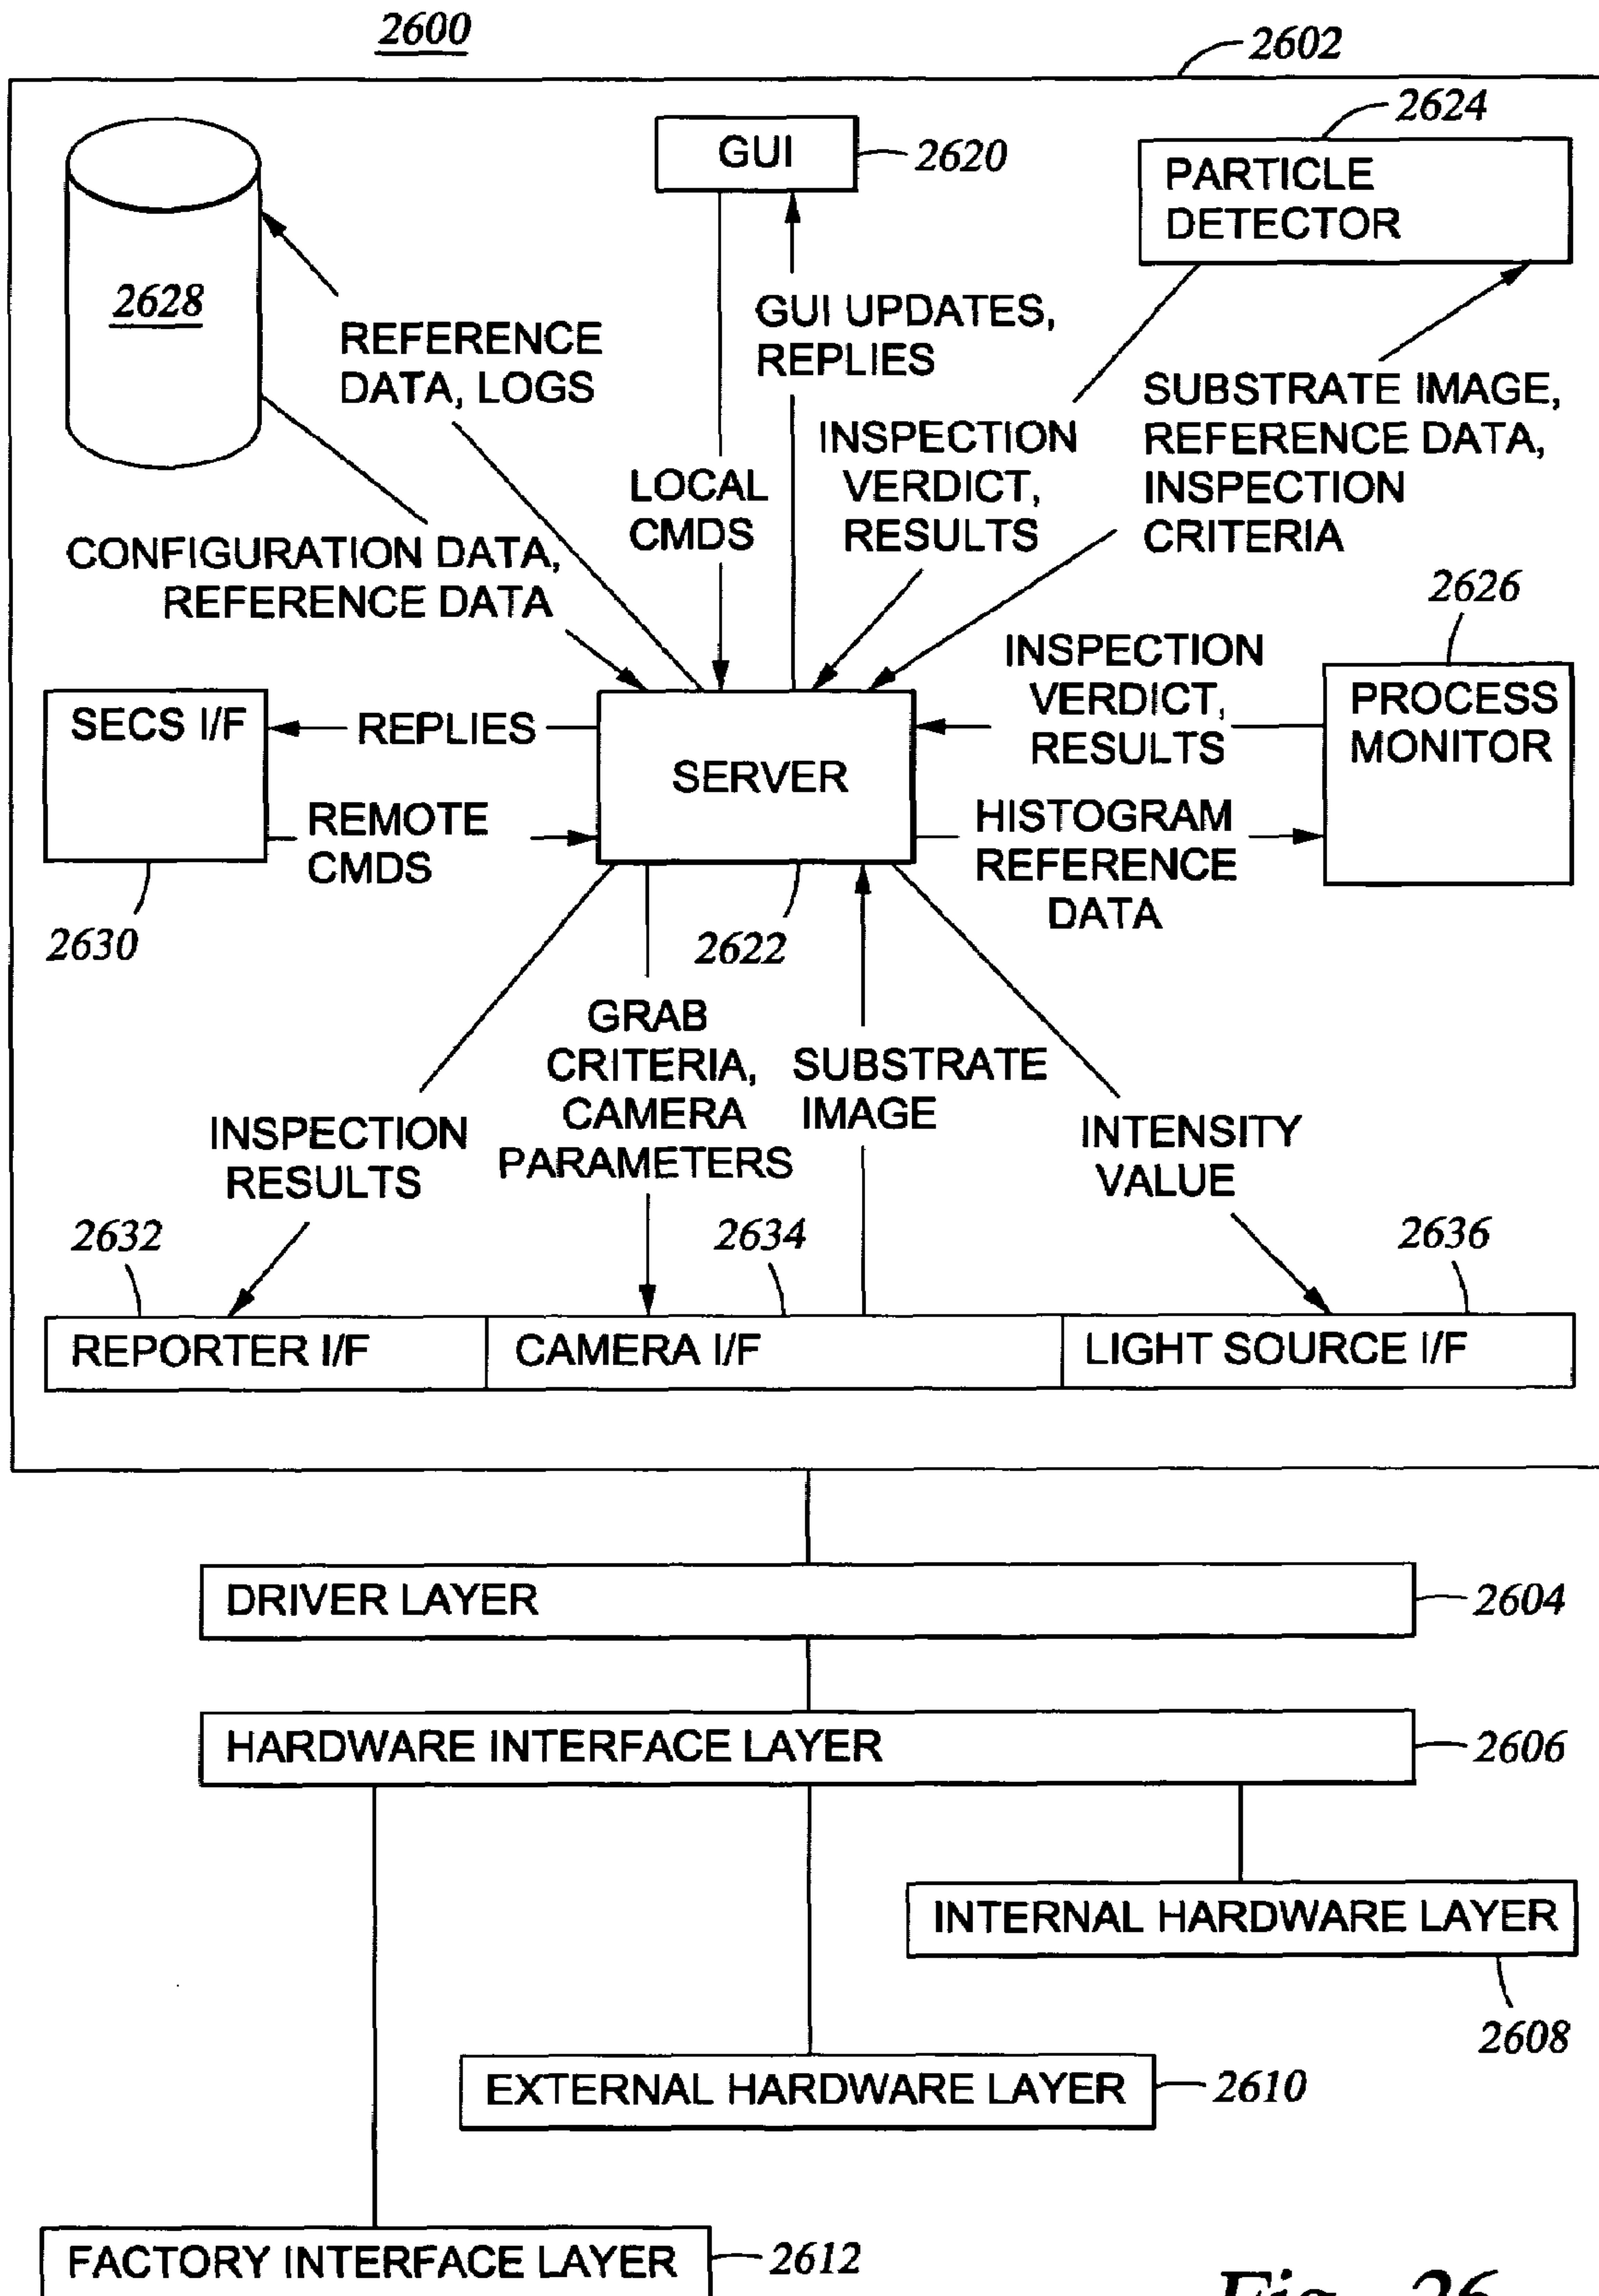 2600
2602
2624
GUI
2620
PARTICLE
DETECTOR
2628
REFERENCE
DATA, LOGS
GUI UPDATES,
REPLIES
SUBSTRATE IMAGE,
REFERENCE DATA,
INSPECTION
CRITERIA
INSPECTION
VERDICT,
RESULTS
LOCAL
CMDS
CONFIGURATION DATA,
REFERENCE DATA
2626
INSPECTION
VERDICT,
RESULTS
PROCESS
MONITOR
SECS I/F
REPLIES
SERVER
REMOTE
CMDS
HISTOGRAM
REFERENCE
DATA
2630
2622
GRAB
CRITERIA,
CAMERA
PARAMETERS
SUBSTRATE
IMAGE
INSPECTION
RESULTS
INTENSITY
VALUE
2632
2634
2636
REPORTER I/F
CAMERA I/F
LIGHT SOURCE I/F
DRIVER LAYER
2604
HARDWARE INTERFACE LAYER
2606
INTERNAL HARDWARE LAYER
2608
EXTERNAL HARDWARE LAYER
2610
FACTORY INTERFACE LAYER
2612
Fig. 26